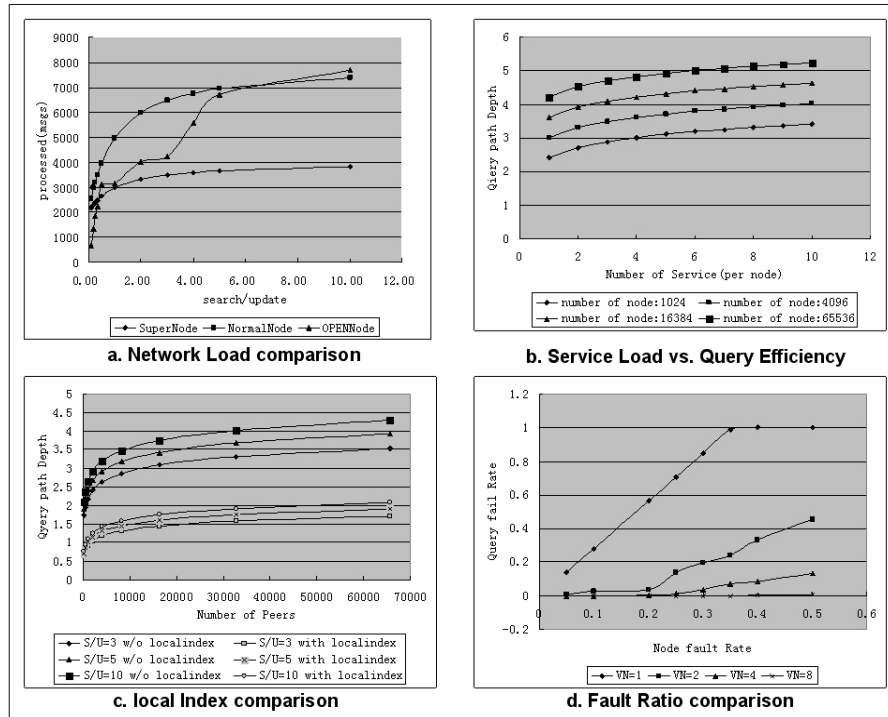 9000
8000
7000
6000
5000
4000
3000
2000
1000
0
processed(msgs)
0.00 2.00 4.00 6.00 8.00 10.00 12.00
search/update
SuperNode NormalNode OPENNode
a. Network Load comparison
6
5
4
3
2
1
0
Qiery path Depth
0 2 4 6 8 10 12
Number of Service(per node)
number of node:1024 number of node:4096
number of node:16384 number of node:65536
b. Service Load vs. Query Efficiency
5
4.5
4
3.5
3
2.5
2
1.5
1
0.5
0
Qyery path Depth
0 10000 20000 30000 40000 50000 60000 70000
Number of Peers
S/U=3 w/o localindex S/U=3 with localindex
S/U=5 w/o localindex S/U=5 with localindex
S/U=10 w/o localindex S/U=10 with localindex
c. local Index comparison
1.2
1
0.8
0.6
0.4
0.2
0
-0.2
Query fail Rate
0 0.1 0.2 0.3 0.4 0.5 0.6
Node fault Rate
VN=1 VN=2 VN=4 VN=8
d. Fault Ratio comparison